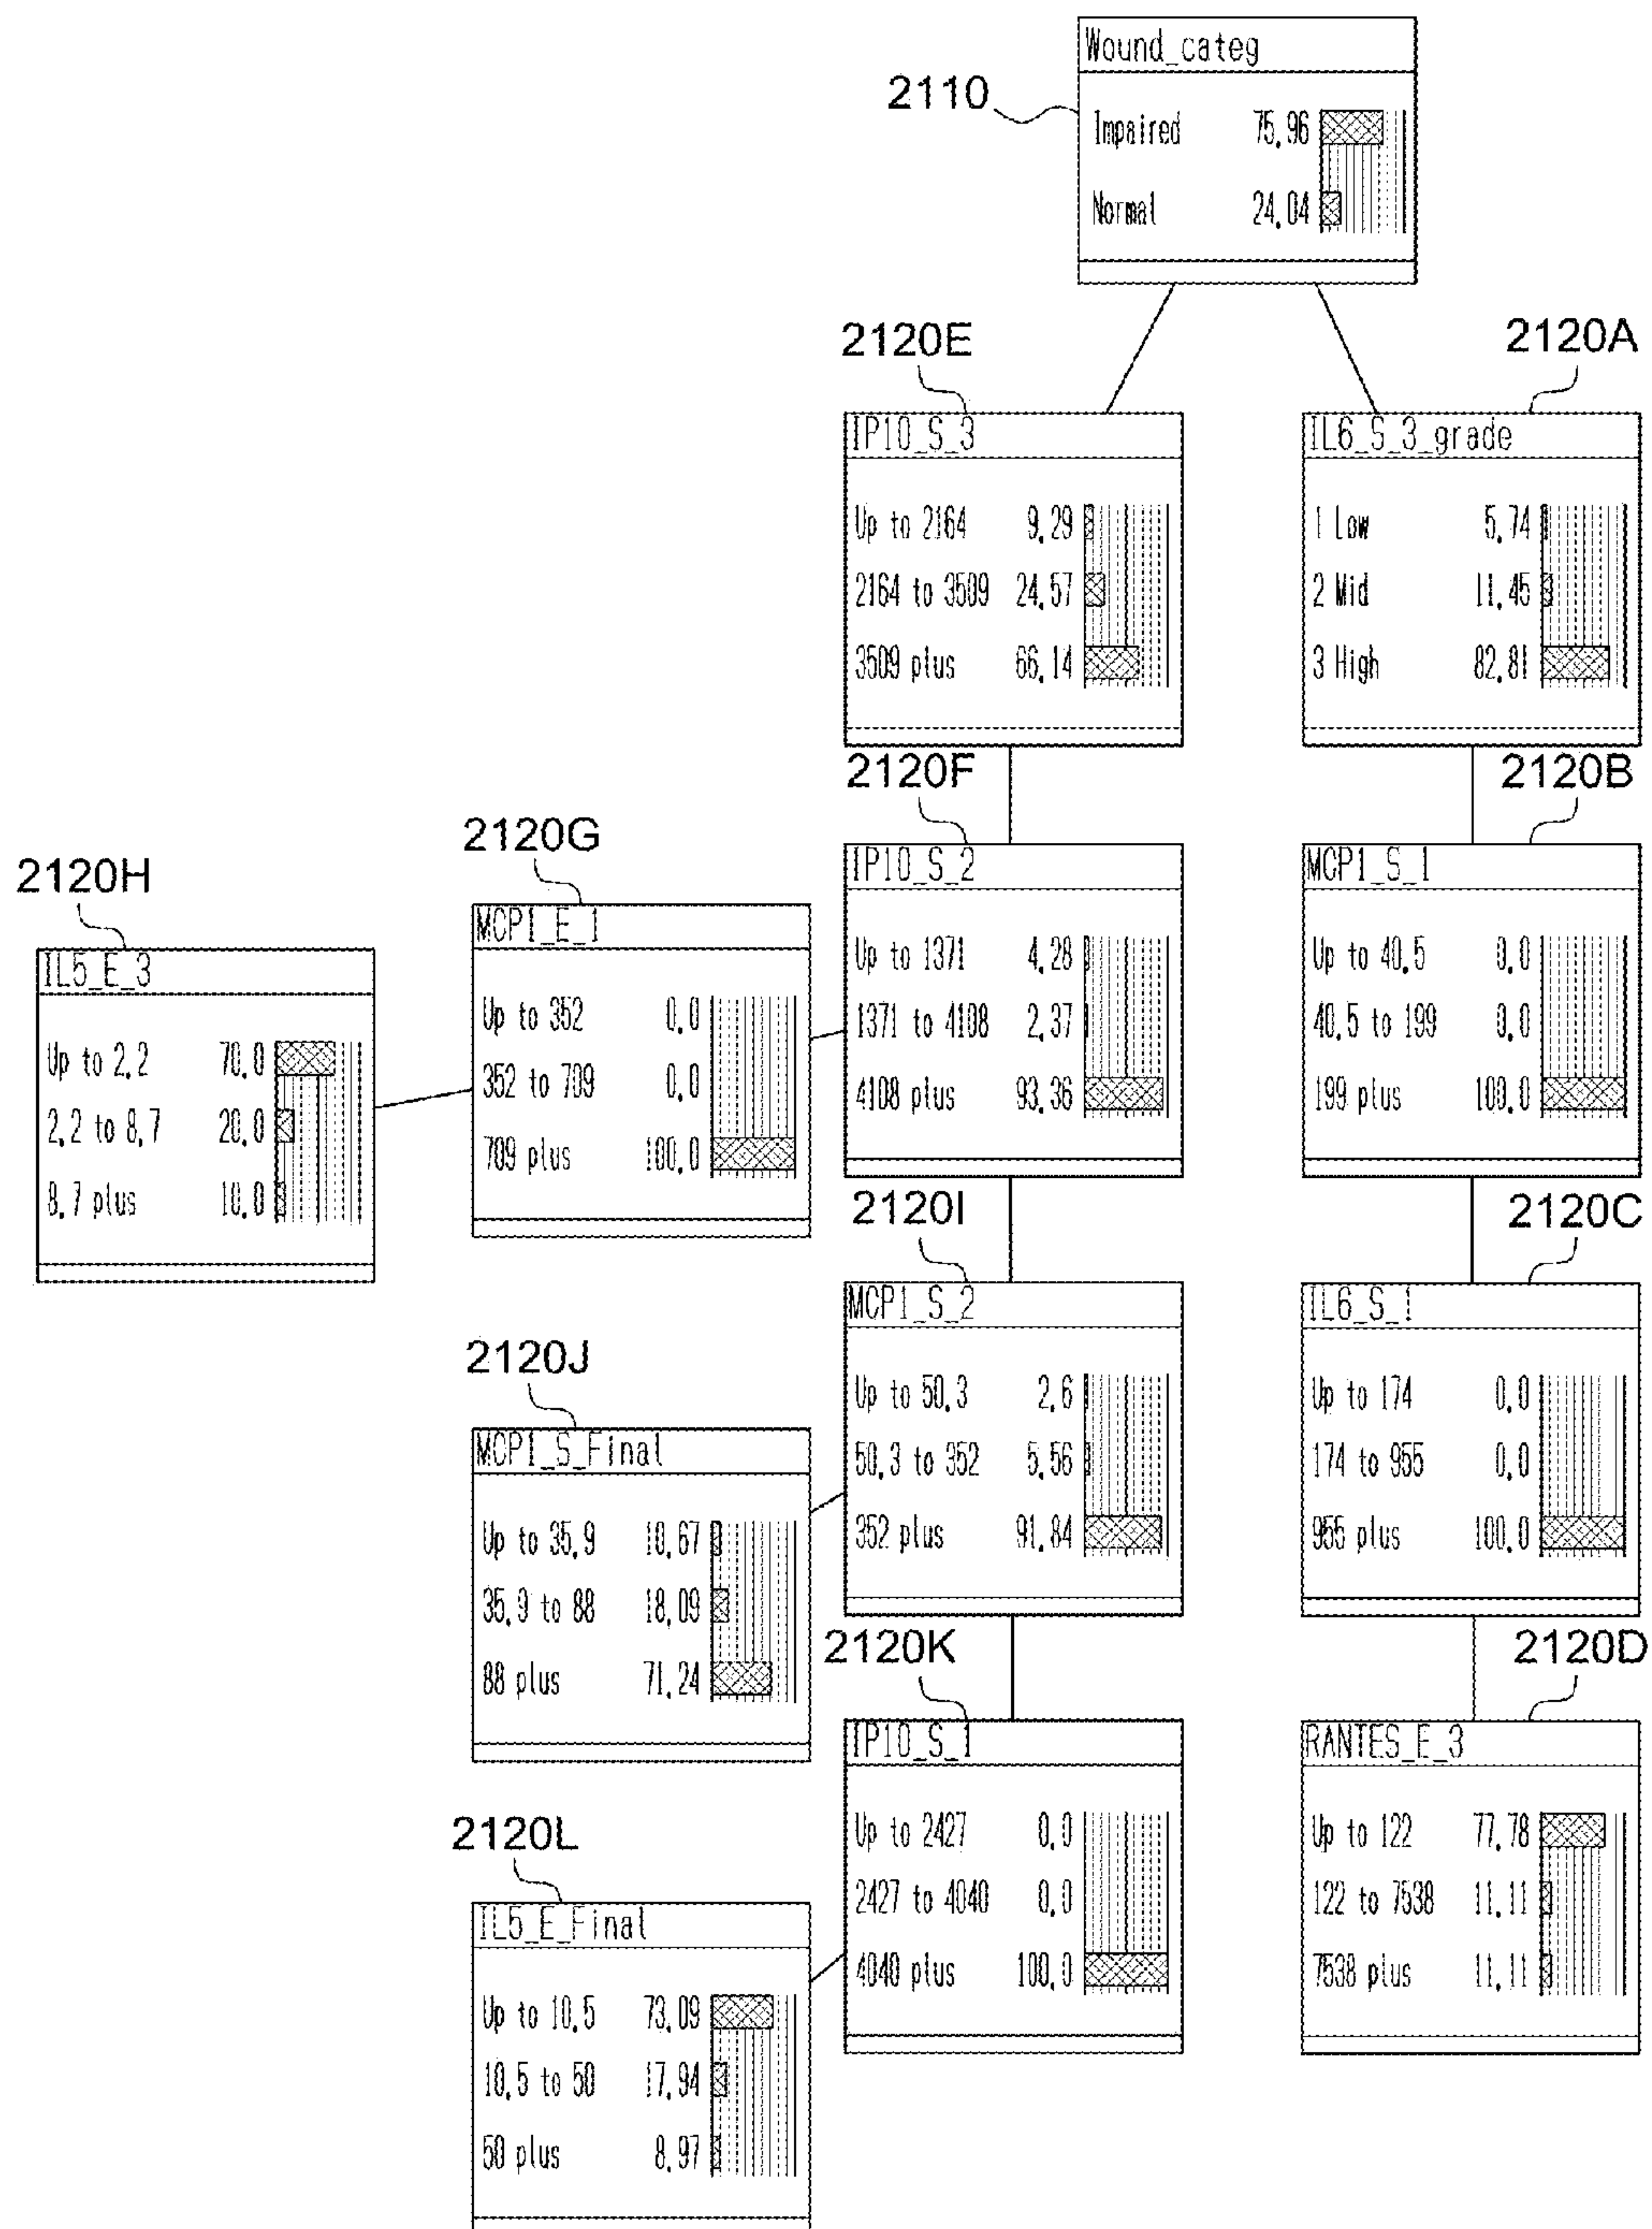 2110
Wound_categ
Impaired 75.96
Normal 24.04
2120E
IP10_S_3
Up to 2164 9.29
2164 to 3509 24.57
3509 plus 66.14
2120A
IL6_S_3_grade
1 Low 5.74
2 Mid 11.45
3 High 82.81
2120H
IL5_E_3
Up to 2.2 70.0
2.2 to 8.7 20.0
8.7 plus 10.0
2120G
MCP1_E_1
Up to 352 0.0
352 to 709 0.0
709 plus 100.0
2120F
IP10_S_2
Up to 1371 4.28
1371 to 4108 2.37
4108 plus 93.36
2120B
MCP1_S_1
Up to 40.5 0.0
40.5 to 199 0.0
199 plus 100.0
2120J
MCP1_S_Final
Up to 35.9 10.67
35.9 to 88 18.09
88 plus 71.24
2120I
MCP1_S_2
Up to 50.3 2.6
50.3 to 352 5.56
352 plus 91.84
2120C
IL6_S_1
Up to 174 0.0
174 to 955 0.0
955 plus 100.0
2120L
IL5_E_Final
Up to 10.5 73.09
10.5 to 50 17.94
50 plus 8.97
2120K
IP10_S_1
Up to 2427 0.0
2427 to 4040 0.0
4040 plus 100.0
2120D
RANTES_E_3
Up to 122 77.78
122 to 7538 11.11
7538 plus 11.11